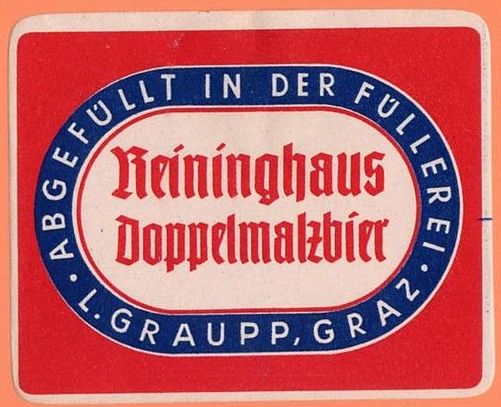 ABGEFÜLLT IN DER FÜLLEREI
Reininghaus
Doppelmalzbier
· L. GRAUPP, GRAZ ·